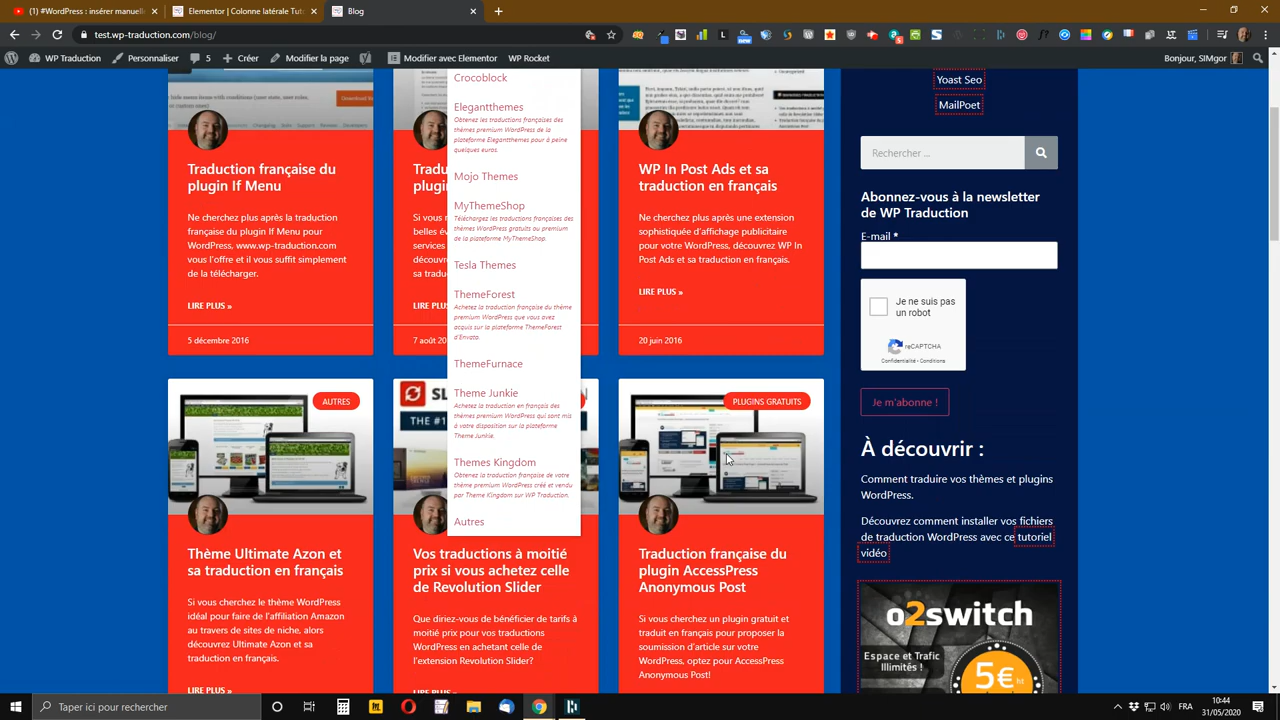 (1) #WordPress : insérer
Elementor
Blog
test.wp-traduction.com/blog/
WP Traduction
Personnaliser
5
Créer
Modifier la page
Modifier avec Elementor
WP Rocket
Bonjour, SIMgor
Crocoblock
Elegantthemes
Obtenez les traductions françaises des
thèmes premium WordPress de la
plateforme Elegantthemes pour à peine
quelques euros.
Mojo Themes
MyThemeShop
Téléchargez les traductions françaises des
thèmes WordPress gratuits ou premium
de la plateforme MyThemeShop.
Tesla Themes
ThemeForest
Achetez la traduction française du thème
premium WordPress que vous avez
acquis sur la plateforme ThemeForest
d'Envato.
ThemeFurnace
Theme Junkie
Achetez la traduction en français des
thèmes premium WordPress qui sont mis
à votre disposition sur la plateforme
Theme Junkie.
Themes Kingdom
Obtenez la traduction française de votre
thème premium WordPress créé et vendu
par Theme Kingdom sur WP Traduction.
Autres
Traduction française du
plugin If Menu
Ne cherchez plus après la traduction
française du plugin If Menu pour
WordPress, www.wp-traduction.com
vous l'offre et il vous suffit simplement
de la télécharger.
LIRE PLUS »
5 décembre 2016
Si vous
belles
services
LIRE
7 août
WP In Post Ads et sa
traduction en français
Ne cherchez plus après une extension
sophistiquée d'affichage publicitaire
pour votre WordPress, découvrez WP In
Post Ads et sa traduction en français.
LIRE PLUS »
20 juin 2016
AUTRES
Thème Ultimate Azon et
sa traduction en français
Si vous cherchez le thème WordPress
idéal pour faire de l'affiliation Amazon
au travers de sites de niche, alors
découvrez Ultimate Azon et sa
traduction en français.
LIRE PLUS »
THE #1
Vos traductions à moitié
prix si vous achetez celle
de Revolution Slider
Que diriez-vous de bénéficier de tarifs à
moitié prix pour vos traductions
WordPress en achetant celle de
l'extension Revolution Slider?
LIRE PLUS »
PLUGINS GRATUITS
Traduction française du
plugin AccessPress
Anonymous Post
Si vous cherchez un plugin gratuit et
traduit en français pour proposer la
soumission d'article sur votre
WordPress, optez pour AccessPress
Anonymous Post!
Yoast Seo
MailPoet
Rechercher ...
Abonnez-vous à la newsletter
de WP Traduction
E-mail *
Je ne suis pas
un robot
reCAPTCHA
Confidentialité - Conditions
Je m'abonne !
À découvrir :
Comment traduire vos thèmes et plugins
WordPress.
Découvrez comment installer vos fichiers
de traduction WordPress avec ce tutoriel
vidéo
o2switch
Espace et Trafic
Illimités !
5€
Taper ici pour rechercher
FRA
10:44
31/05/2020